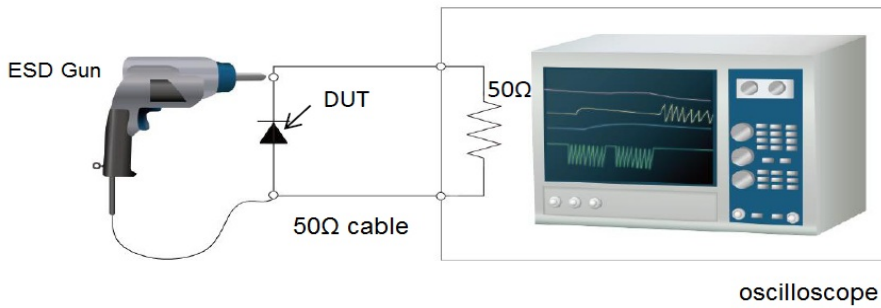 ESD Gun
DUT
50Ω
50Ω cable
oscilloscope